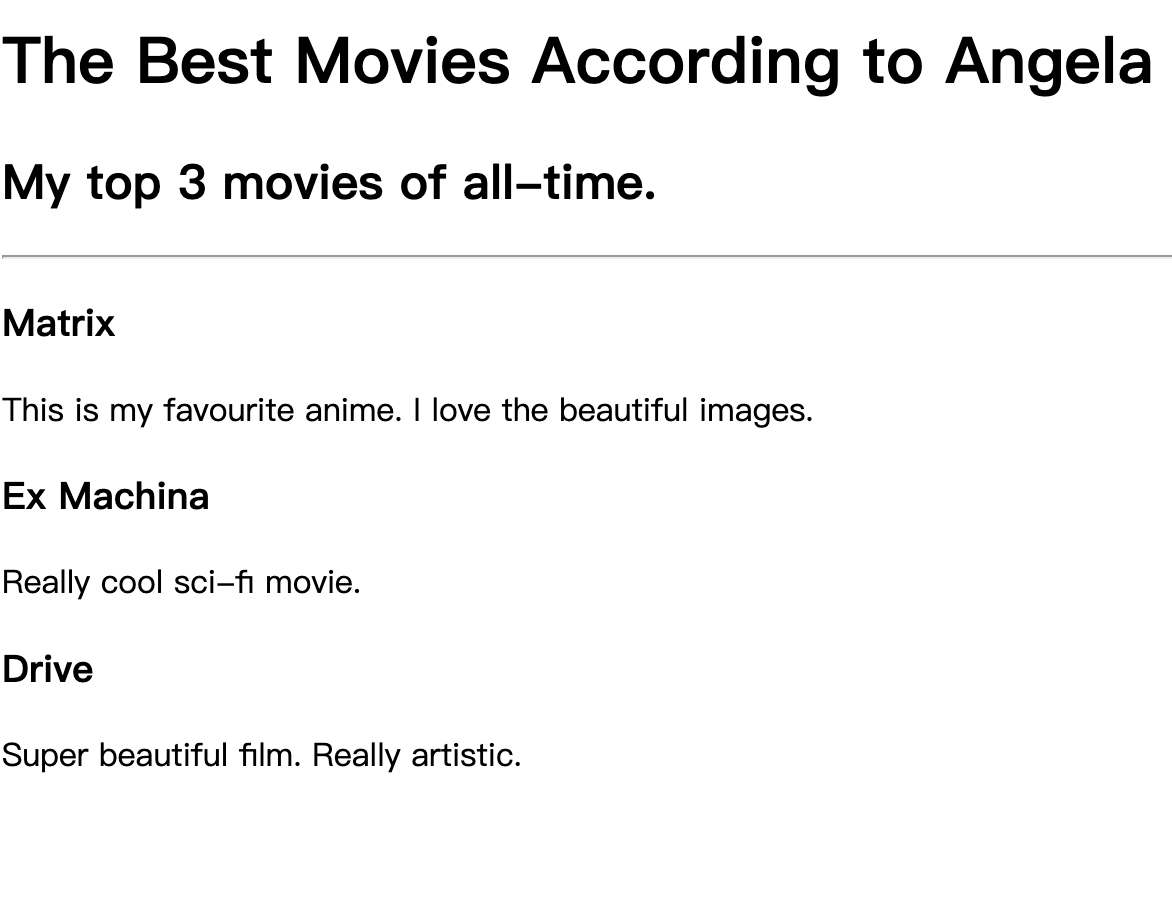 The Best Movies According to Angela
My top 3 movies of all-time.
Matrix
This is my favourite anime. I love the beautiful images.
Ex Machina
Really cool sci-fi movie.
Drive
Super beautiful film. Really artistic.